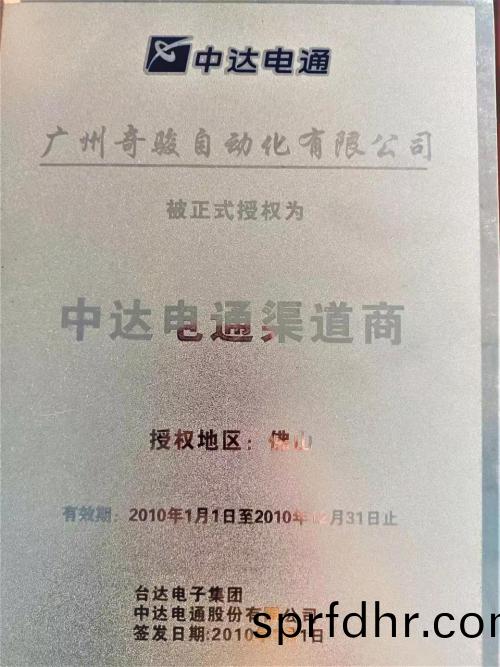 中达电通
广州奇骏自动化有限公司
被正式授权为
中达电通渠道商
授权地区：佛山
有效期：2010年1月1日至2010年12月31日止
台达电子集团
中达电通股份有限公司
签发日期:2010 1日
sprfdhr.com